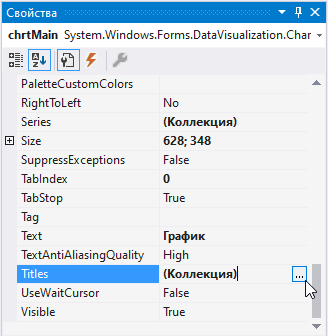 Свойства
chrtMain System.Windows.Forms.DataVisualization.Char
PaletteCustomColors
RightToLeft No
Series (Коллекция)
Size 628; 348
SuppressExceptions False
TabIndex 0
TabStop True
Tag
Text График
TextAntiAliasingQuality High
Titles (Коллекция) ...
UseWaitCursor False
Visible True